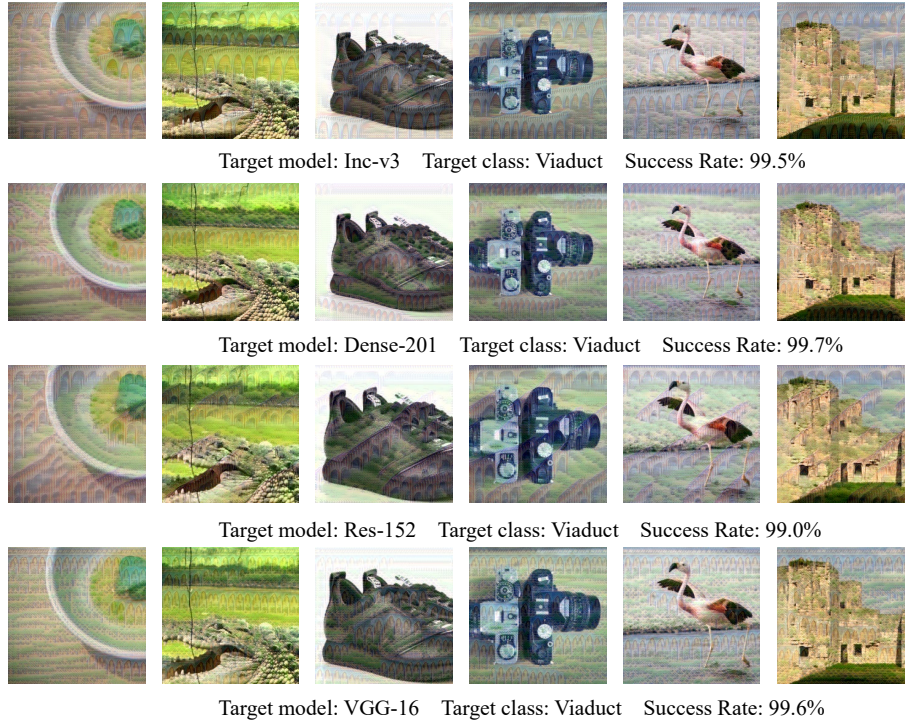 Target model: Inc-v3 Target class: Viaduct Success Rate: 99.5%
Target model: Dense-201 Target class: Viaduct Success Rate: 99.7%
Target model: Res-152 Target class: Viaduct Success Rate: 99.0%
Target model: VGG-16 Target class: Viaduct Success Rate: 99.6%